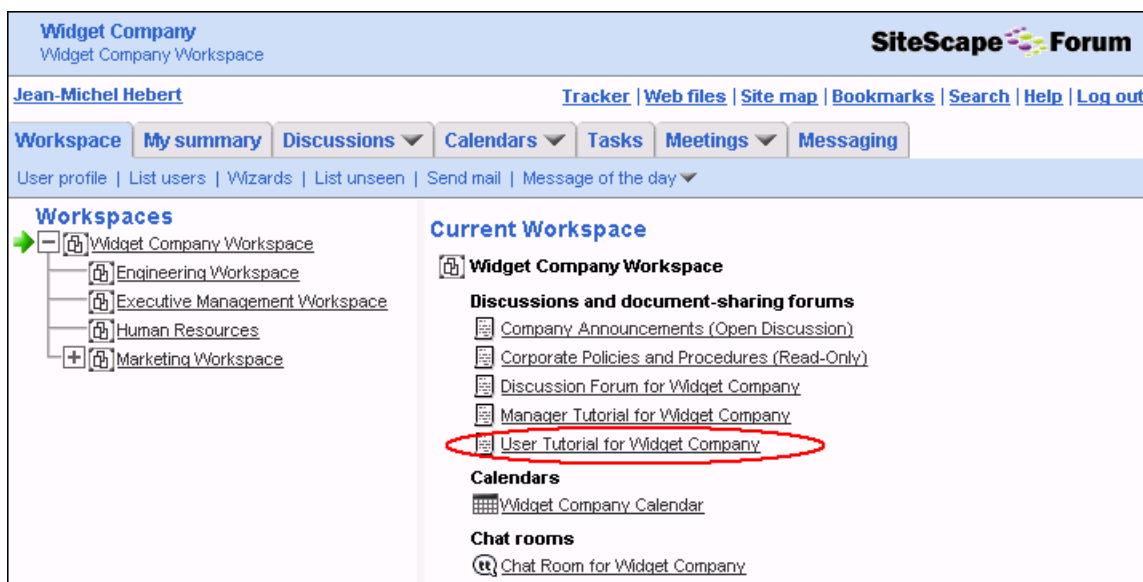 Widget Company
Widget Company Workspace
SiteScape Forum
Jean-Michel Hebert
Tracker | Web files | Site map | Bookmarks | Search | Help | Log out
Workspace My summary Discussions Calendars Tasks Meetings Messaging
User profile | List users | Wizards | List unseen | Send mail | Message of the day
Workspaces
Widget Company Workspace
Engineering Workspace
Executive Management Workspace
Human Resources
Marketing Workspace
Current Workspace
Widget Company Workspace
Discussions and document-sharing forums
Company Announcements (Open Discussion)
Corporate Policies and Procedures (Read-Only)
Discussion Forum for Widget Company
Manager Tutorial for Widget Company
User Tutorial for Widget Company
Calendars
Widget Company Calendar
Chat rooms
Chat Room for Widget Company